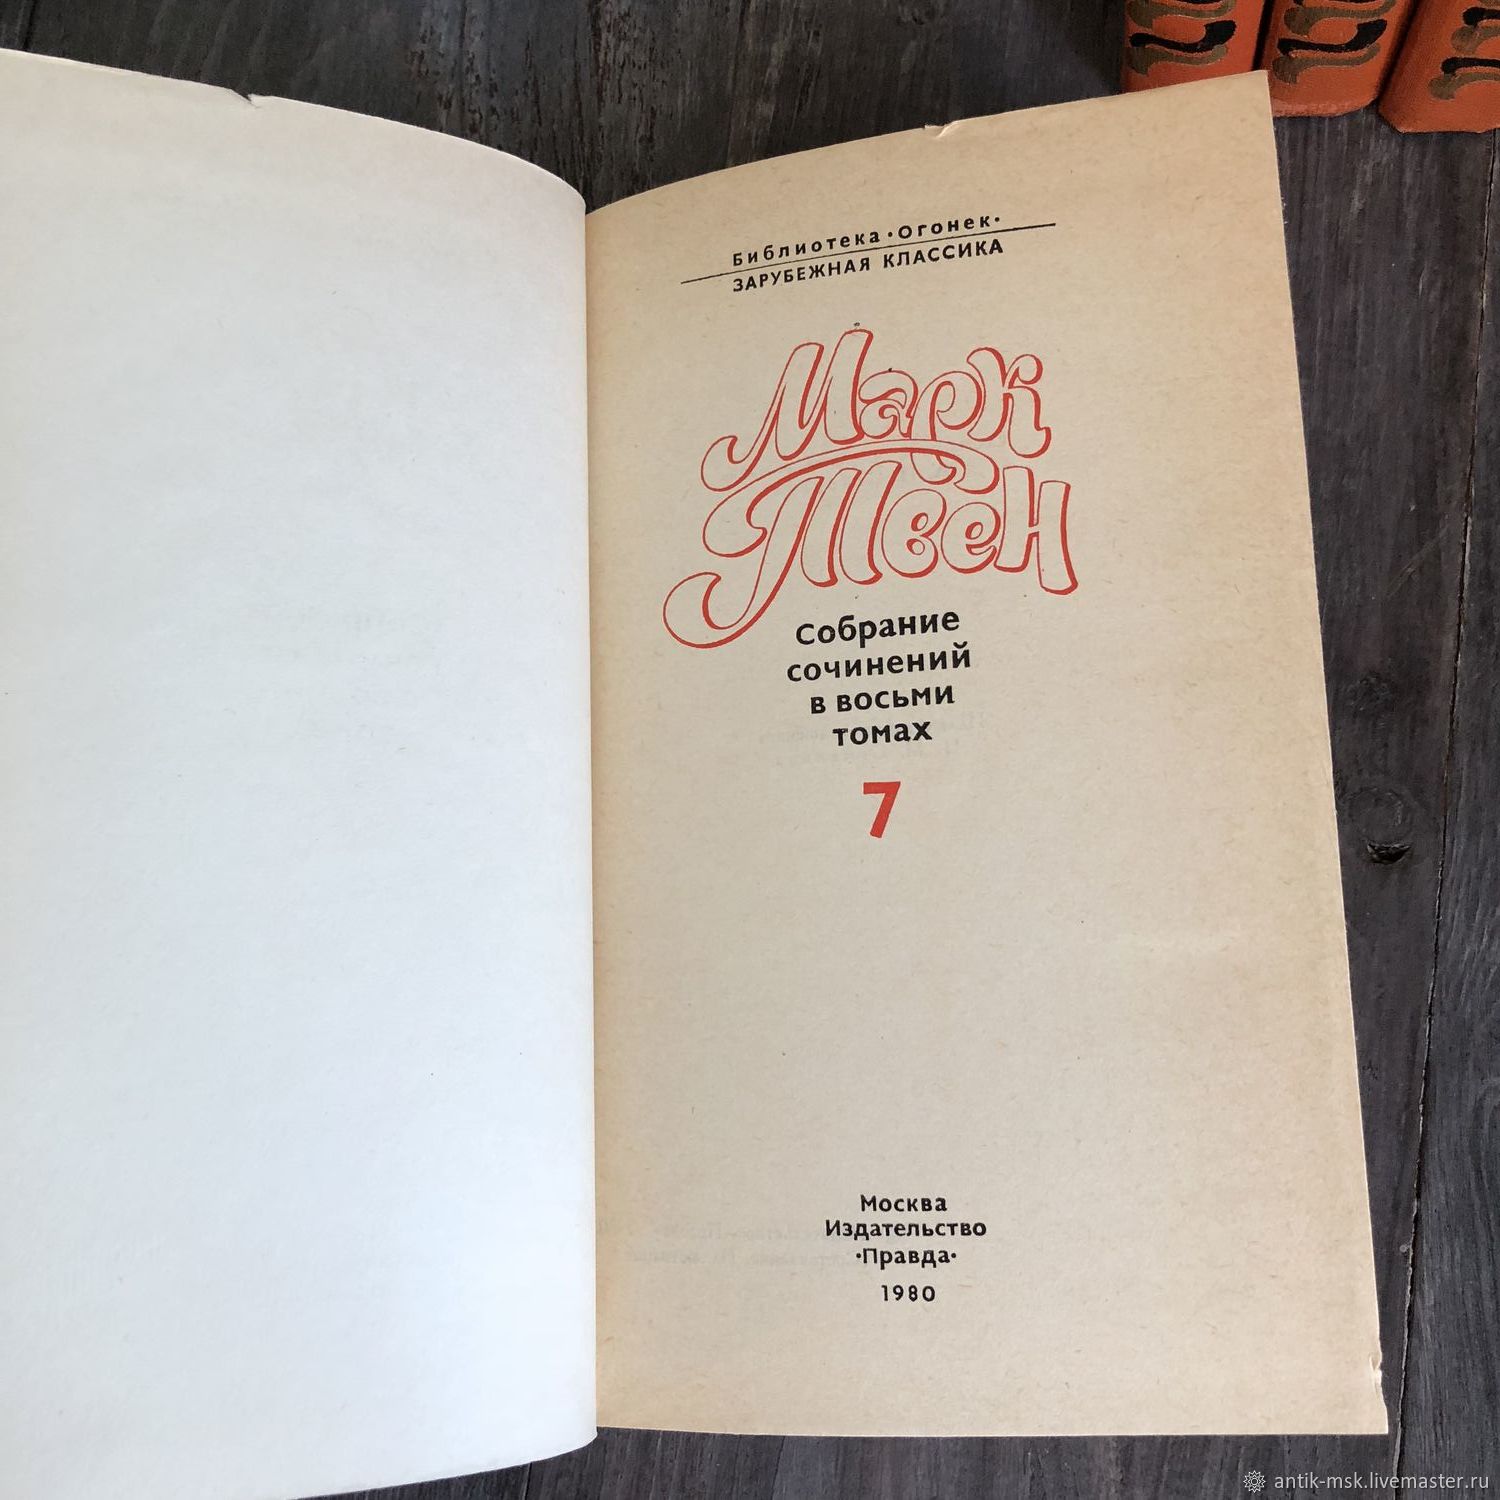 Библиотека •Огонек•
ЗАРУБЕЖНАЯ КЛАССИКА
Марк
Твен
Собрание
сочинений
в восьми
томах
7
Москва
Издательство
•Правда•
1980
antik-msk.livemaster.ru